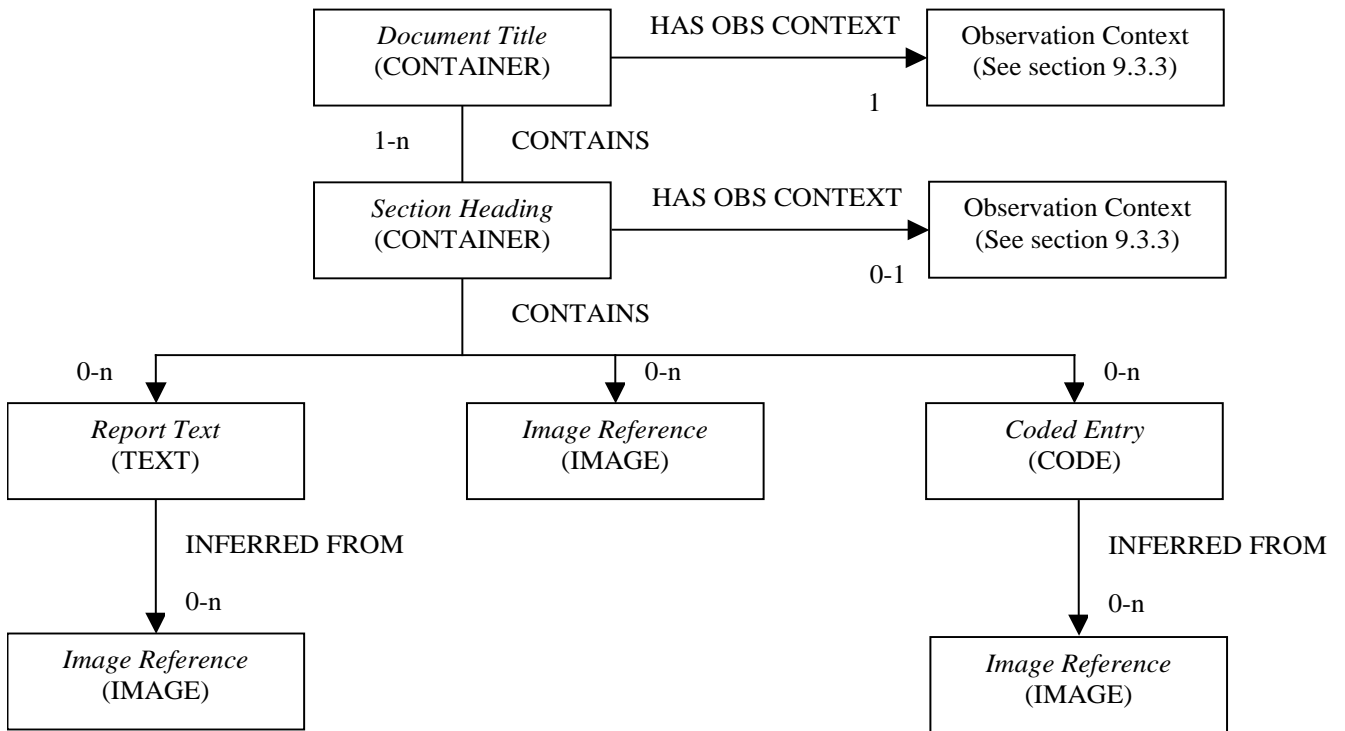 Document Title
(CONTAINER)
HAS OBS CONTEXT
Observation Context
(See section 9.3.3)
1
1-n
CONTAINS
Section Heading
(CONTAINER)
HAS OBS CONTEXT
Observation Context
(See section 9.3.3)
0-1
CONTAINS
0-n
0-n
0-n
Report Text
(TEXT)
Image Reference
(IMAGE)
Coded Entry
(CODE)
INFERRED FROM
INFERRED FROM
0-n
0-n
Image Reference
(IMAGE)
Image Reference
(IMAGE)